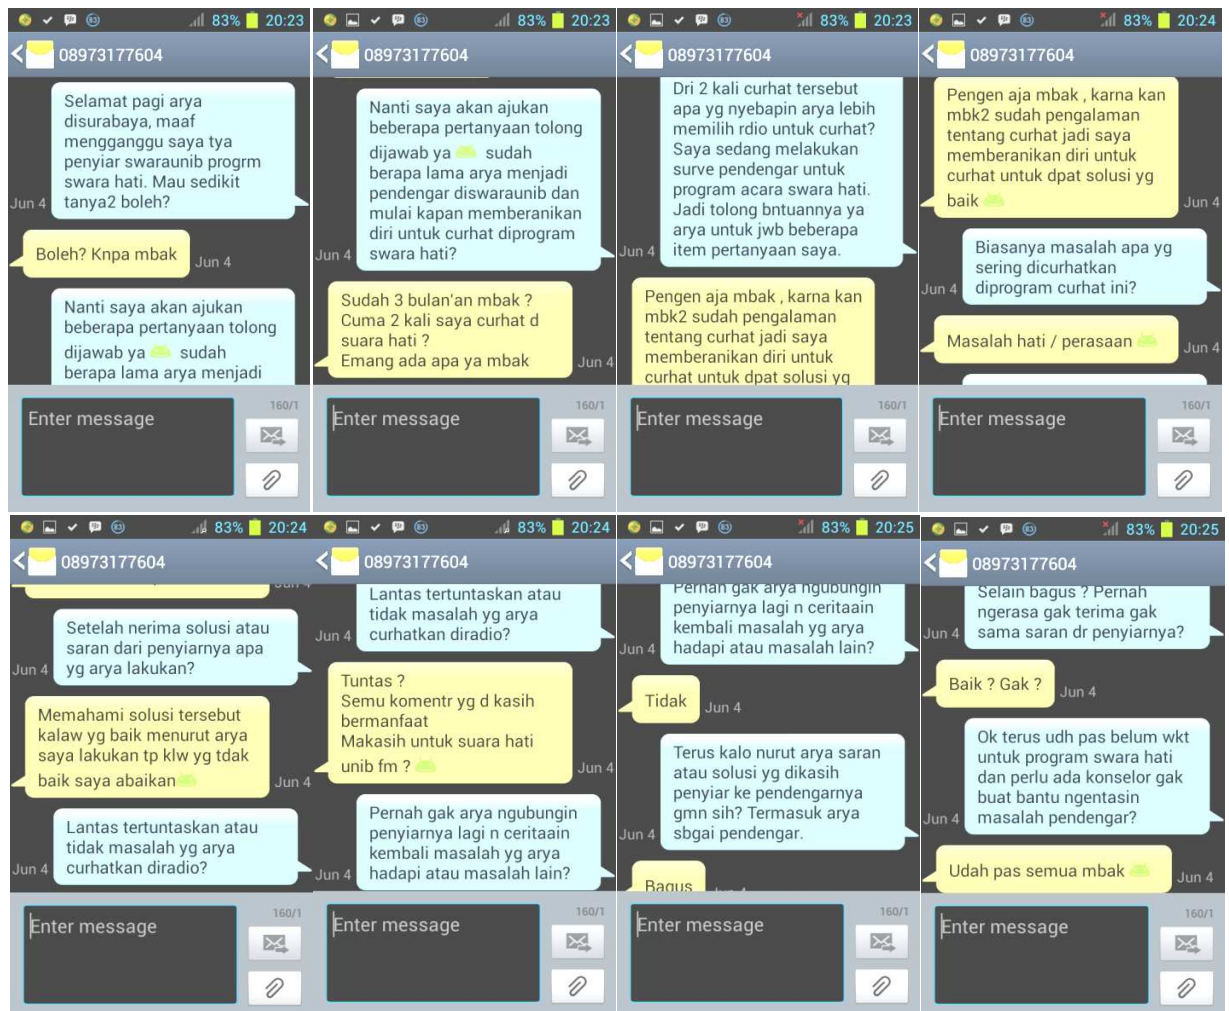 83% 20:23
08973177604
Selamat pagi arya
disurabaya, maaf
mengganggu saya tya
penyiar swaraunib progrm
swara hati. Mau sedikit
tanya2 boleh?
Jun 4
Boleh? Knpa mbak
Jun 4
Nanti saya akan ajukan
beberapa pertanyaan tolong
dijawab ya sudah
berapa lama arya menjadi
Enter message
160/1
83% 20:23
08973177604
Nanti saya akan ajukan
beberapa pertanyaan tolong
dijawab ya sudah
berapa lama arya menjadi
pendengar diswaraunib dan
mulai kapan memberanikan
diri untuk curhat diprogram
swara hati?
Jun 4
Sudah 3 bulan'an mbak ?
Cuma 2 kali saya curhat d
suara hati ?
Emang ada apa ya mbak
Jun 4
Enter message
160/1
83% 20:23
08973177604
Dri 2 kali curhat tersebut
apa yg nyebapin arya lebih
memilih rdio untuk curhat?
Saya sedang melakukan
surve pendengar untuk
program acara swara hati.
Jadi tolong bntuannya ya
arya untuk jwb beberapa
item pertanyaan saya.
Jun 4
Pengen aja mbak , karna kan
mbk2 sudah pengalaman
tentang curhat jadi saya
memberanikan diri untuk
curhat untuk dpat solusi yg
Enter message
160/1
83% 20:24
08973177604
Pengen aja mbak , karna kan
mbk2 sudah pengalaman
tentang curhat jadi saya
memberanikan diri untuk
curhat untuk dpat solusi yg
baik
Jun 4
Biasanya masalah apa yg
sering dicurhatkan
diprogram curhat ini?
Jun 4
Masalah hati / perasaan
Jun 4
Enter message
160/1
83% 20:24
08973177604
Jun 4
Setelah nerima solusi atau
saran dari penyiarnya apa
yg arya lakukan?
Jun 4
Memahami solusi tersebut
kalaw yg baik menurut arya
saya lakukan tp klw yg tdak
baik saya abaikan
Jun 4
Lantas tertuntaskan atau
tidak masalah yg arya
curhatkan diradio?
Jun 4
Enter message
160/1
83% 20:24
08973177604
Lantas tertuntaskan atau
tidak masalah yg arya
curhatkan diradio?
Jun 4
Tuntas ?
Semu komentr yg d kasih
bermanfaat
Makasih untuk suara hati
unib fm ?
Jun 4
Pernah gak arya ngubungin
penyiarnya lagi n ceritaain
kembali masalah yg arya
hadapi atau masalah lain?
Jun 4
Enter message
160/1
83% 20:25
08973177604
Pernah gak arya ngubungin
penyiarnya lagi n ceritaain
kembali masalah yg arya
hadapi atau masalah lain?
Jun 4
Tidak
Jun 4
Terus kalo nurut arya saran
atau solusi yg dikasih
penyiar ke pendengarnya
gmn sih? Termasuk arya
sbgai pendengar.
Jun 4
Bagus
Jun 4
Enter message
160/1
83% 20:25
08973177604
Selain bagus ? Pernah
ngerasa gak terima gak
sama saran dr penyiarnya?
Jun 4
Baik ? Gak ?
Jun 4
Ok terus udh pas belum wkt
untuk program swara hati
dan perlu ada konselor gak
buat bantu ngentasin
masalah pendengar?
Jun 4
Udah pas semua mbak
Jun 4
Enter message
160/1